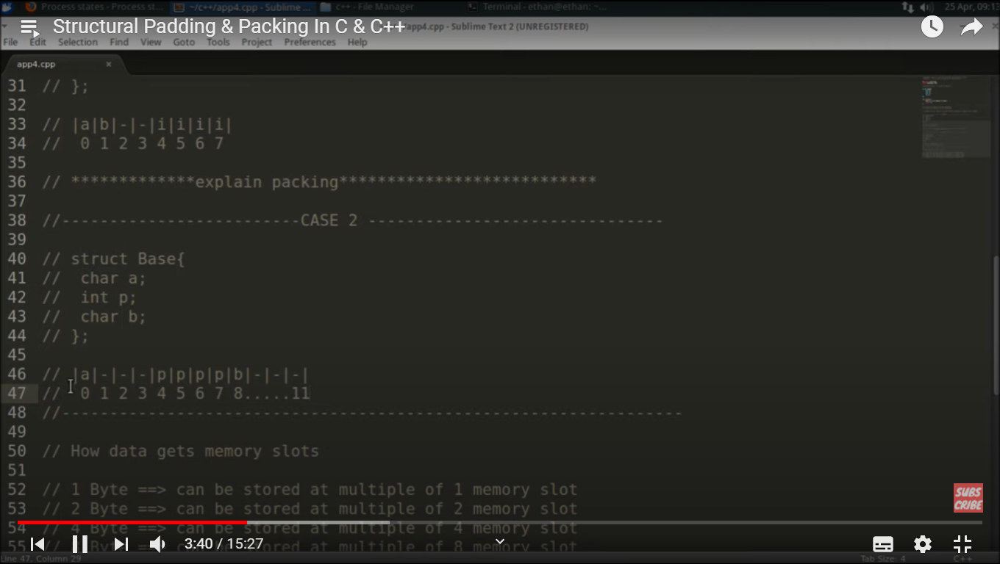 Process states - Process st...
~/c++/app4.cpp - Sublime ...
c++ - File Manager
Terminal - ethan@ethan: ~...
25 Apr, 09:13
Structural Padding & Packing In C & C++
app4.cpp - Sublime Text 2 (UNREGISTERED)
File Edit Selection Find View Goto Tools Project Preferences Help
app4.cpp ×
31 // };
32
33 // |a|b|-|-|i|i|i|i|
34 //  0 1 2 3 4 5 6 7
35
36 // *************explain packing***************************
37
38 //-------------------------CASE 2 -------------------------------
39
40 // struct Base{
41 //  char a;
42 //  int p;
43 //  char b;
44 // };
45
46 // |a|-|-|-|p|p|p|p|b|-|-|-|
47 //  0 1 2 3 4 5 6 7 8.....11
48 //-----------------------------------------------------------------
49
50 // How data gets memory slots
51
52 // 1 Byte ==> can be stored at multiple of 1 memory slot
53 // 2 Byte ==> can be stored at multiple of 2 memory slot
54 // 4 Byte ==> can be stored at multiple of 4 memory slot
55 // 8 Byte ==> can be stored at multiple of 8 memory slot
SUBS
CRIBE
3:40 / 15:27
Line 47, Column 29
Tab Size: 4
C++